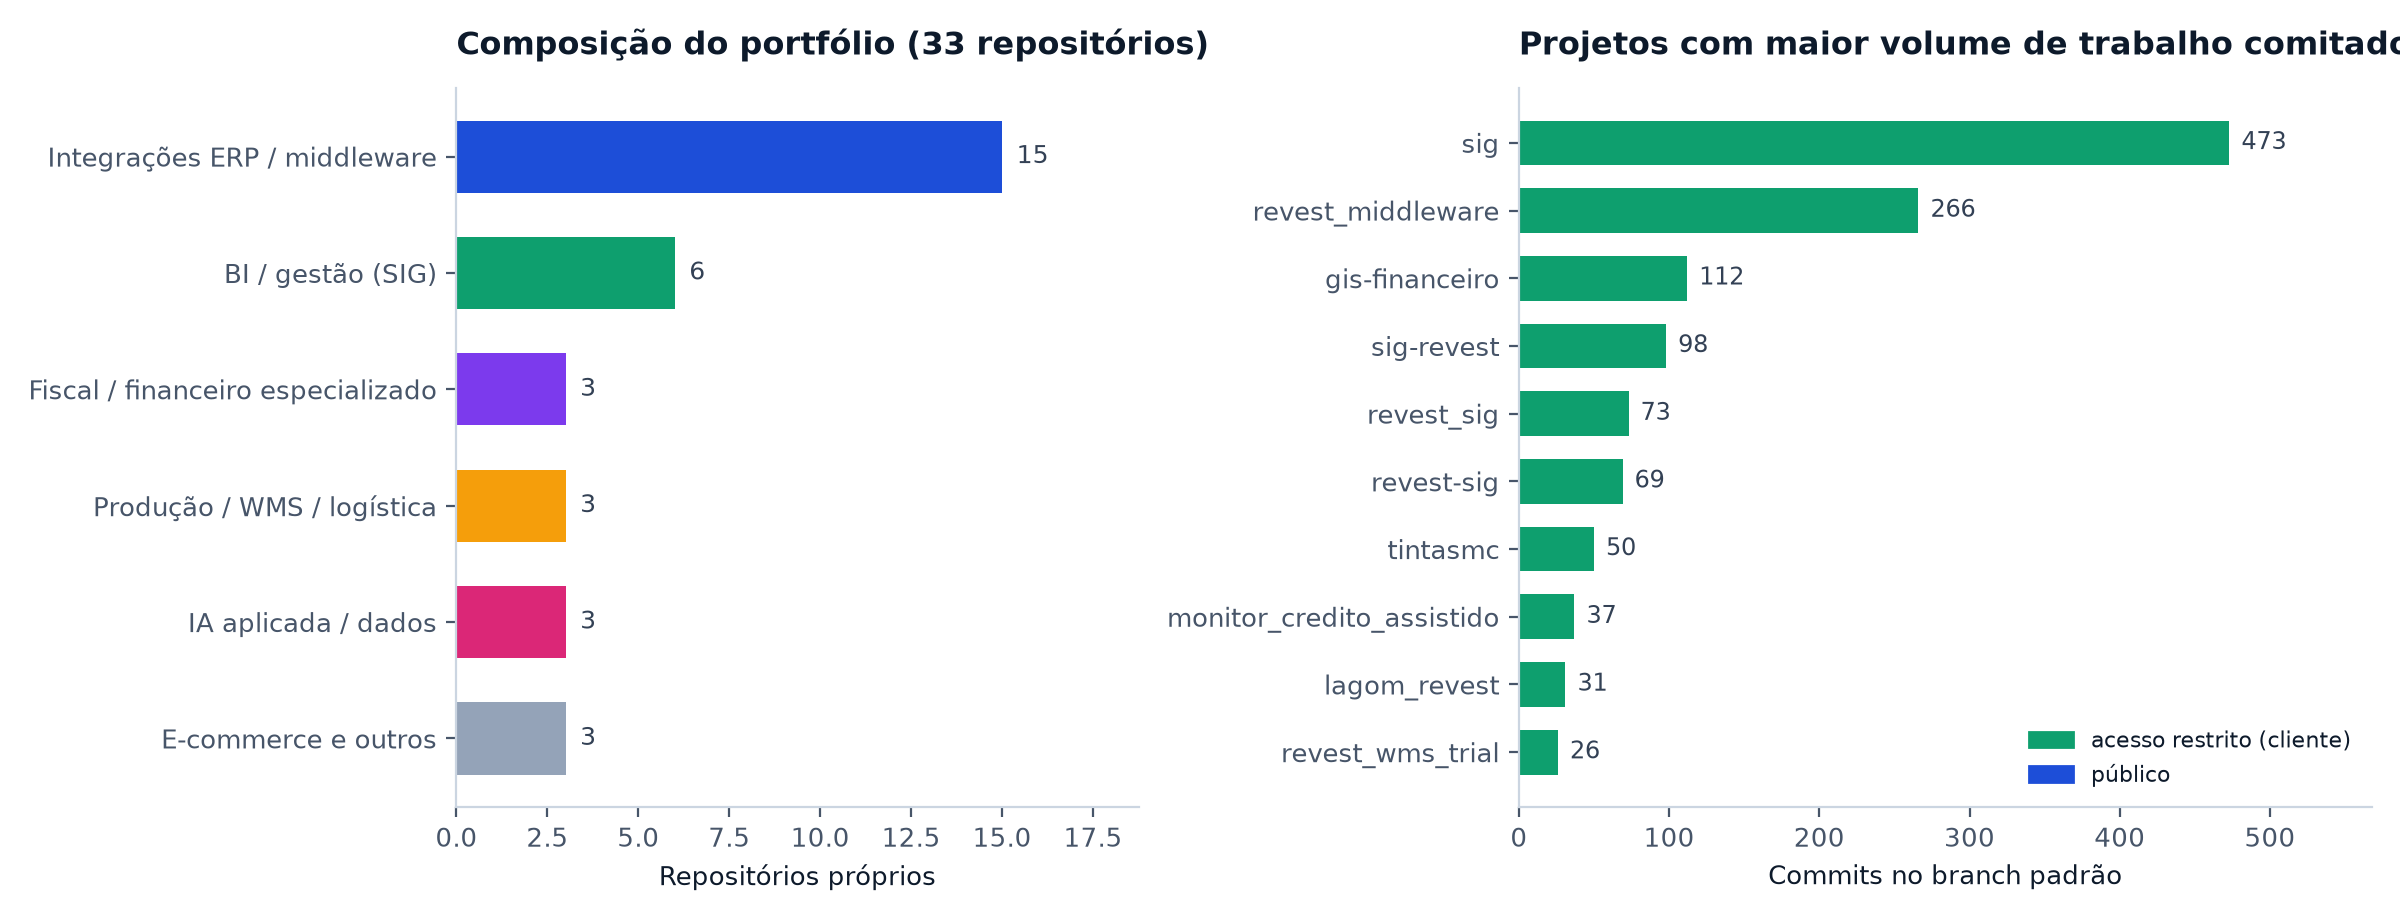 Composição do portfólio (33 repositórios)
Integrações ERP / middleware
15
BI / gestão (SIG)
6
Fiscal / financeiro especializado
3
Produção / WMS / logística
3
IA aplicada / dados
3
E-commerce e outros
3
0.0 2.5 5.0 7.5 10.0 12.5 15.0 17.5
Repositórios próprios
Projetos com maior volume de trabalho comitado
sig
473
revest_middleware
266
gis-financeiro
112
sig-revest
98
revest_sig
73
revest-sig
69
tintasmc
50
monitor_credito_assistido
37
lagom_revest
31
revest_wms_trial
26
acesso restrito (cliente)
público
0 100 200 300 400 500
Commits no branch padrão